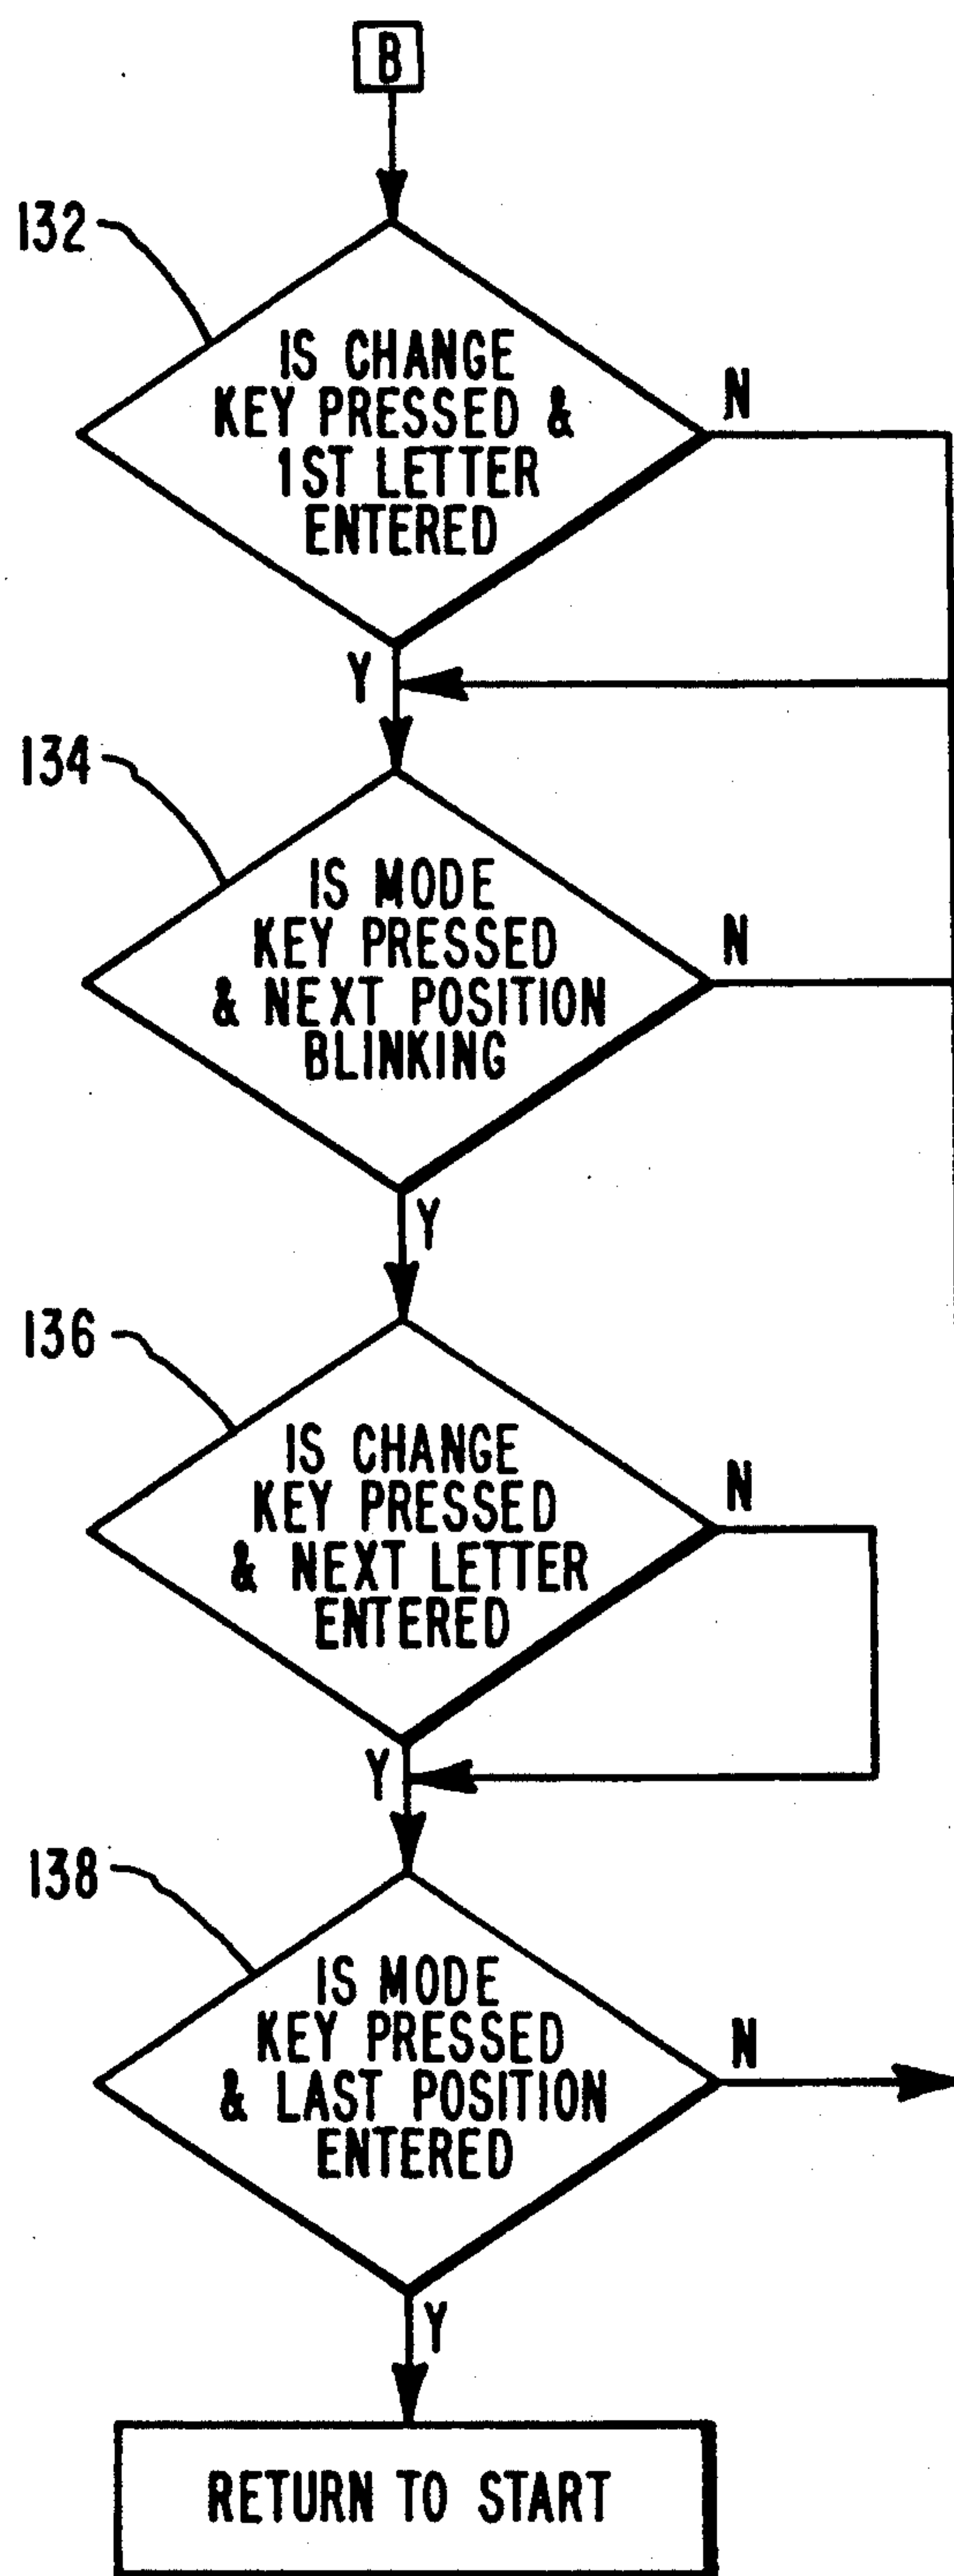 B
132
IS CHANGE
KEY PRESSED &
1ST LETTER
ENTERED
N
Y
134
IS MODE
KEY PRESSED
& NEXT POSITION
BLINKING
N
Y
136
IS CHANGE
KEY PRESSED
& NEXT LETTER
ENTERED
N
Y
138
IS MODE
KEY PRESSED
& LAST POSITION
ENTERED
N
Y
RETURN TO START